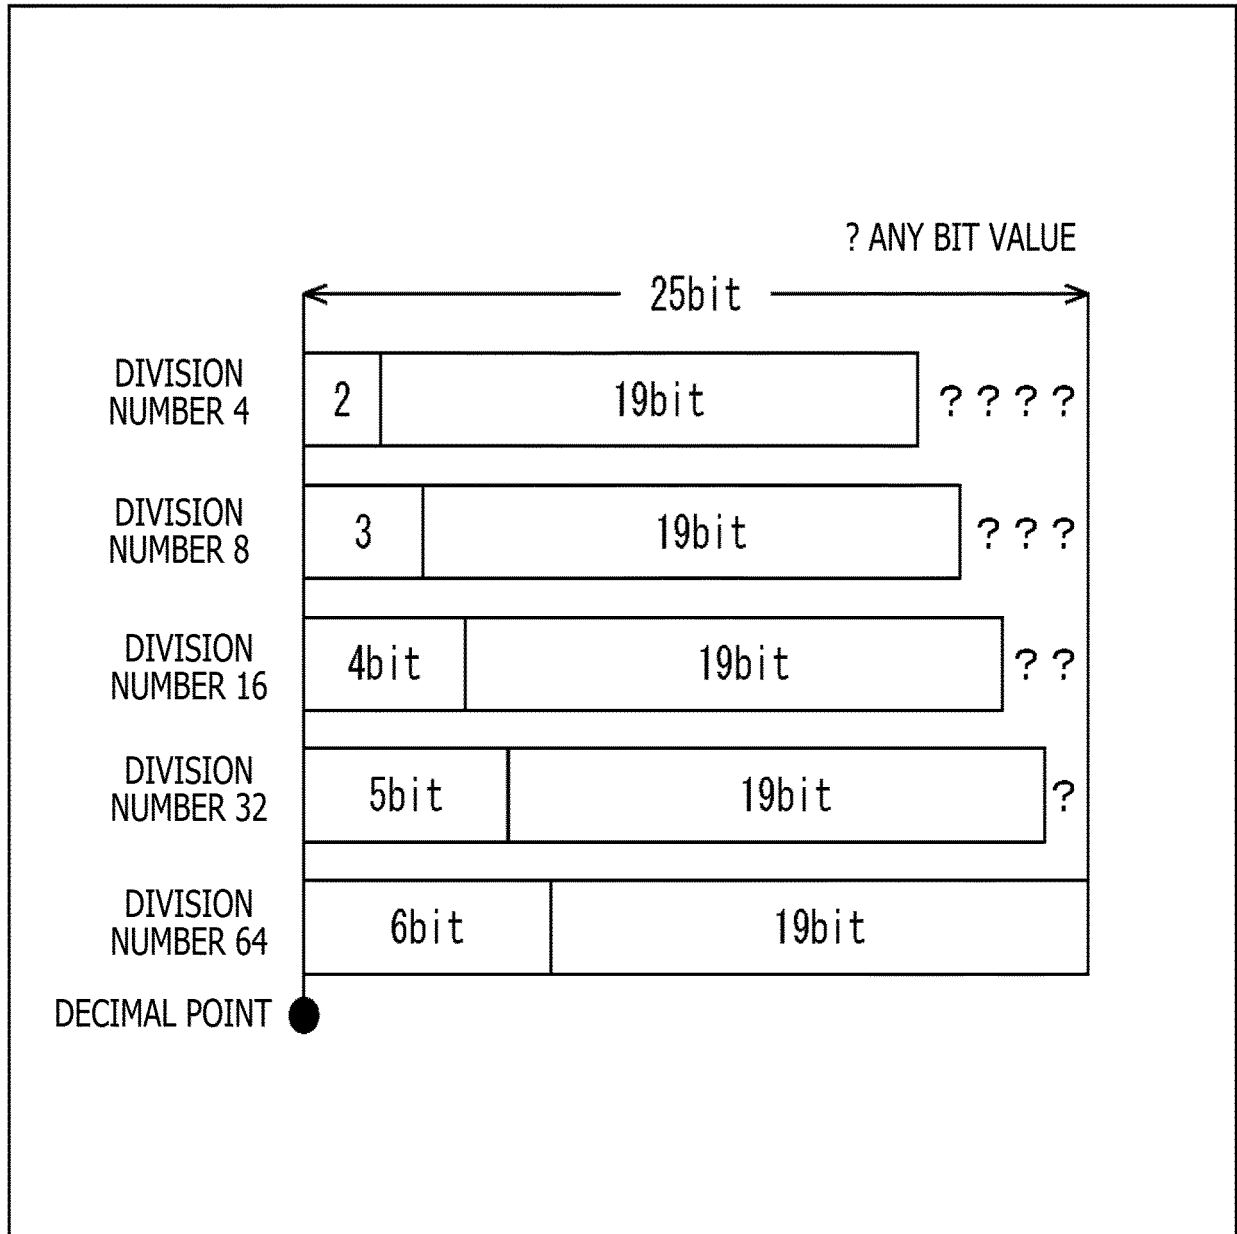 ? ANY BIT VALUE
25bit
DIVISION
NUMBER 4
2
19bit
? ? ? ?
DIVISION
NUMBER 8
3
19bit
? ? ?
DIVISION
NUMBER 16
4bit
19bit
? ?
DIVISION
NUMBER 32
5bit
19bit
?
DIVISION
NUMBER 64
6bit
19bit
DECIMAL POINT